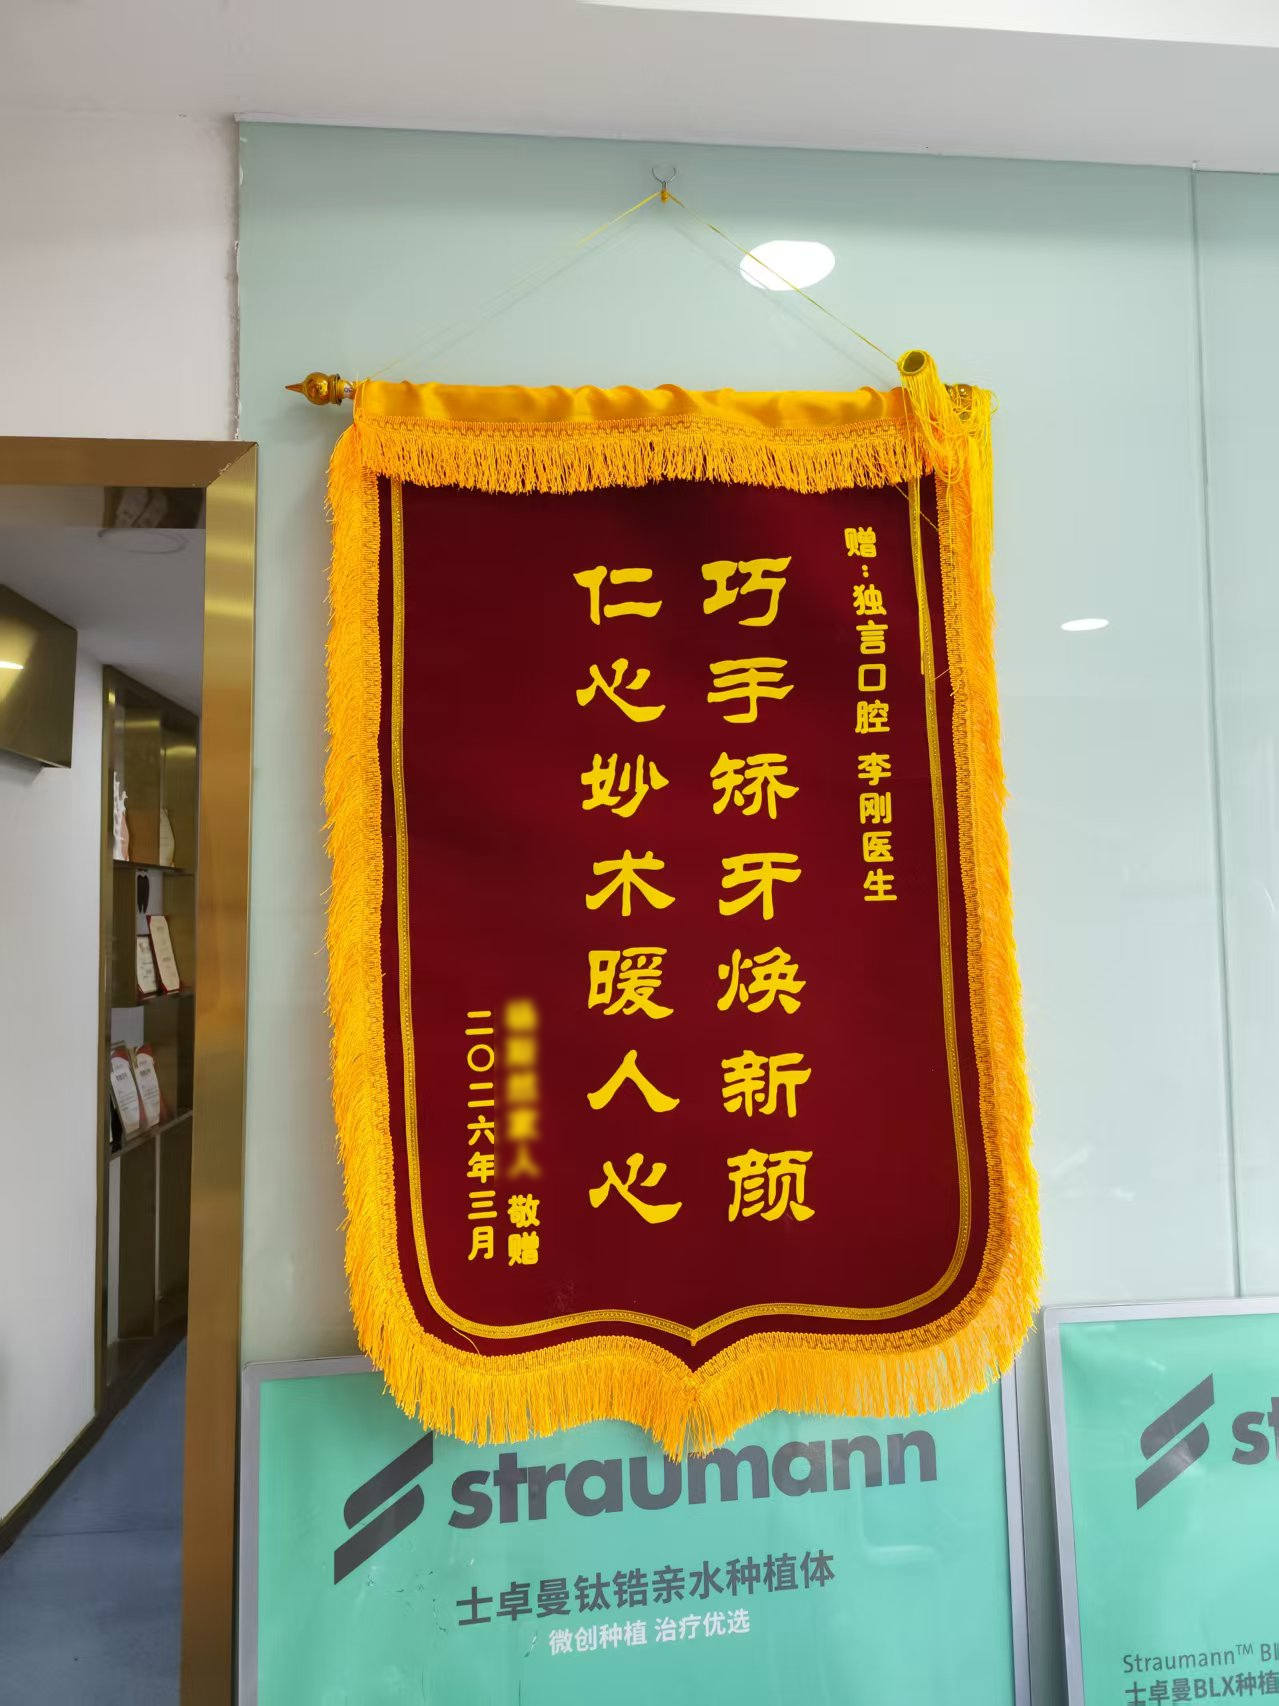 赠：独言口腔 李刚医生
巧手矫牙焕新颜
仁心妙术暖人心
敬赠
二〇二六年三月
straumann
士卓曼钛锆亲水种植体
微创种植 治疗优选
st
Straumann™ Bl
士卓曼BLX种植